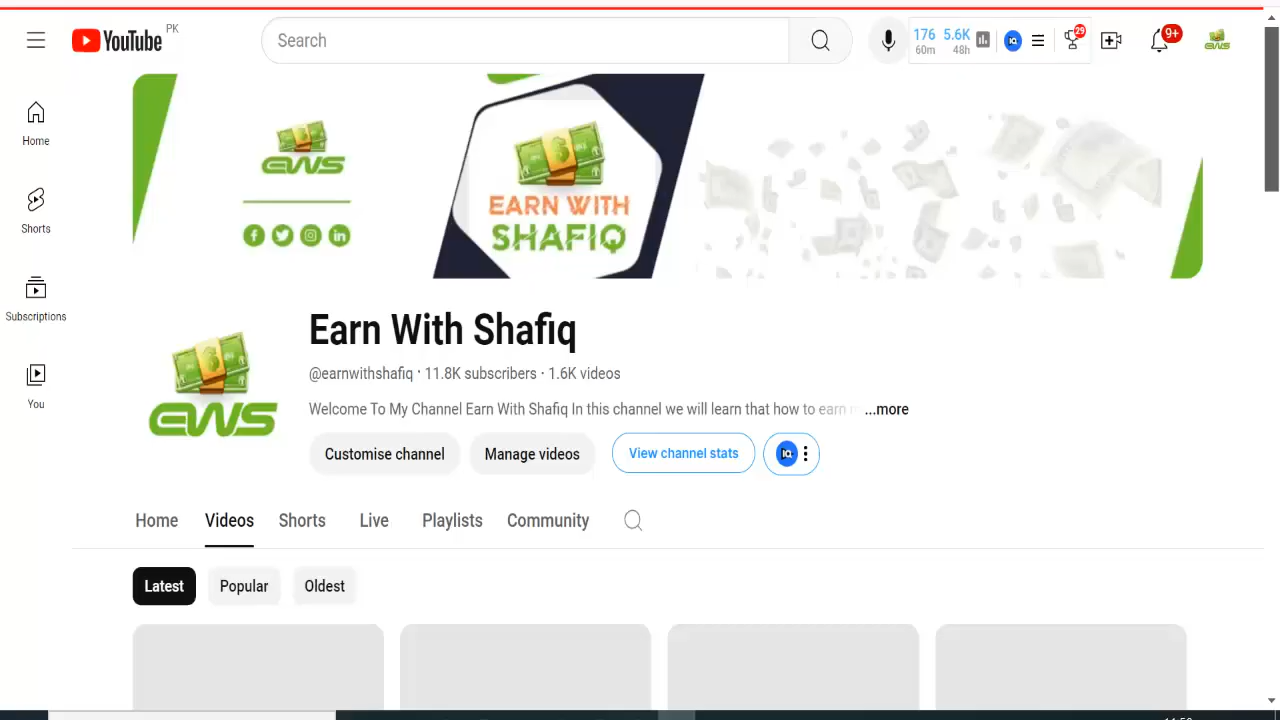 YouTube PK
Search
176 5.6K
60m 48h
29
9+
EWS
Home
Shorts
Subscriptions
You
EWS
EARN WITH
SHAFIQ
EWS
Earn With Shafiq
@earnwithshafiq · 11.8K subscribers · 1.6K videos
Welcome To My Channel Earn With Shafiq In this channel we will learn that how to earn ...more
Customise channel Manage videos View channel stats IQ
Home Videos Shorts Live Playlists Community
Latest Popular Oldest